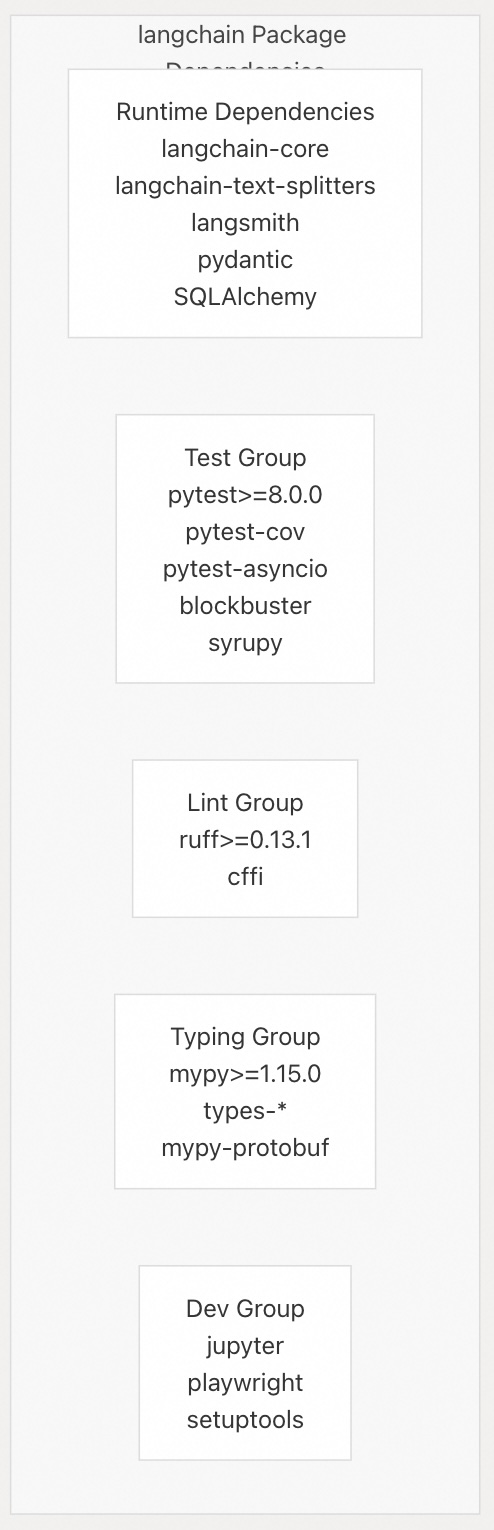 langchain Package
Dependencies
Runtime Dependencies
langchain-core
langchain-text-splitters
langsmith
pydantic
SQLAlchemy
Test Group
pytest>=8.0.0
pytest-cov
pytest-asyncio
blockbuster
syrupy
Lint Group
ruff>=0.13.1
cffi
Typing Group
mypy>=1.15.0
types-*
mypy-protobuf
Dev Group
jupyter
playwright
setuptools